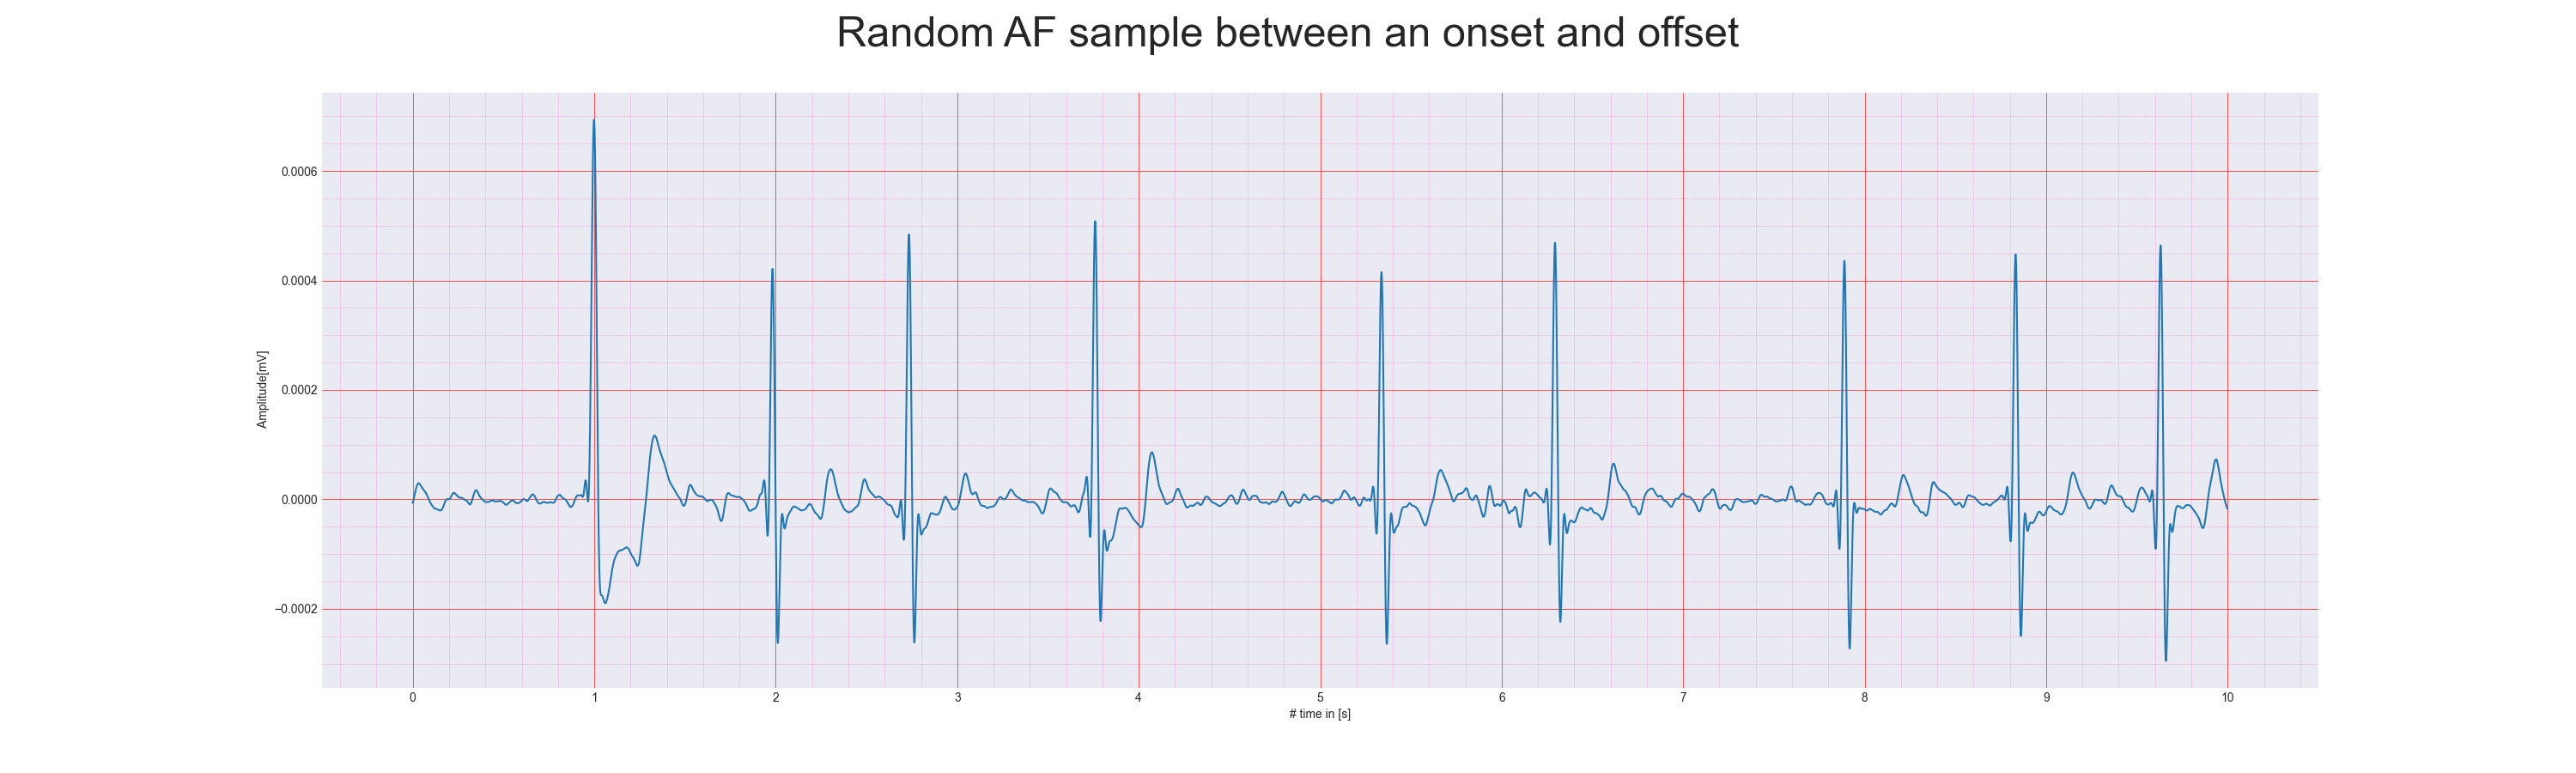 Random AF sample between an onset and offset
0.0006
0.0004
0.0002
0.0000
−0.0002
Amplitude[mV]
0 1 2 3 4 5 6 7 8 9 10
# time in [s]